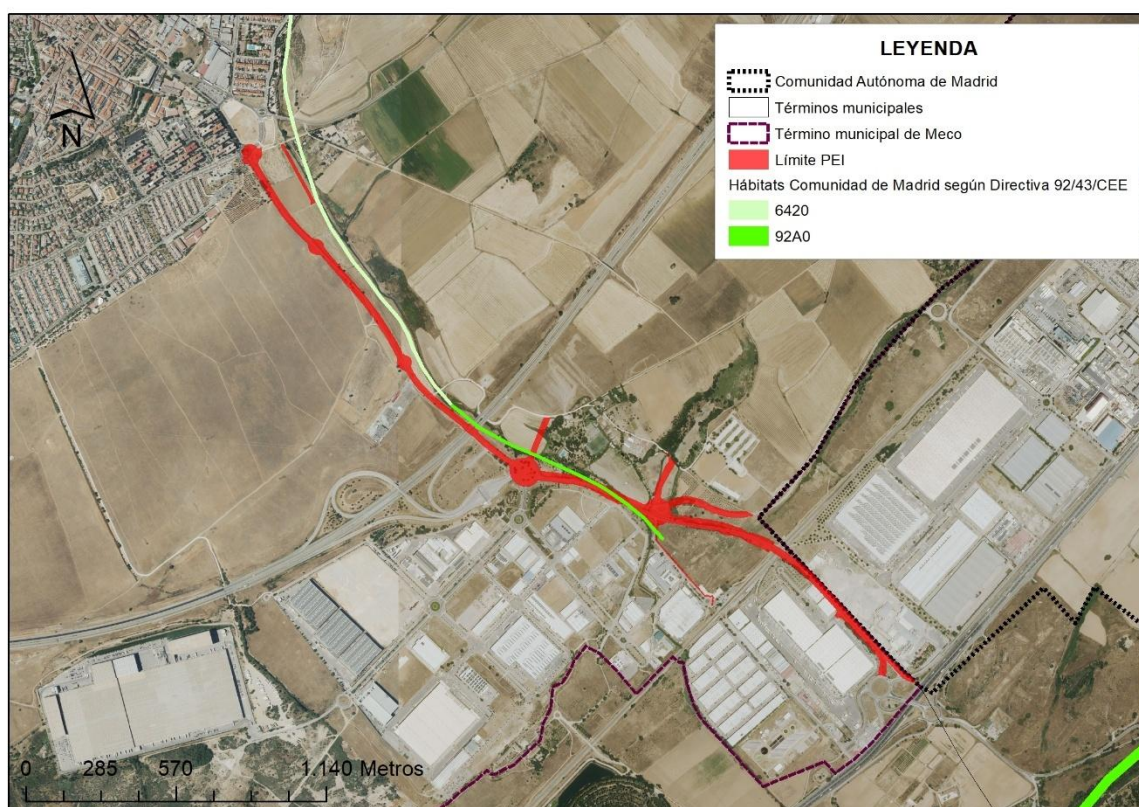 LEYENDA
Comunidad Autónoma de Madrid
Términos municipales
Término municipal de Meco
Límite PEI
Hábitats Comunidad de Madrid según Directiva 92/43/CEE
6420
92A0
N
0 285 570 1.140 Metros